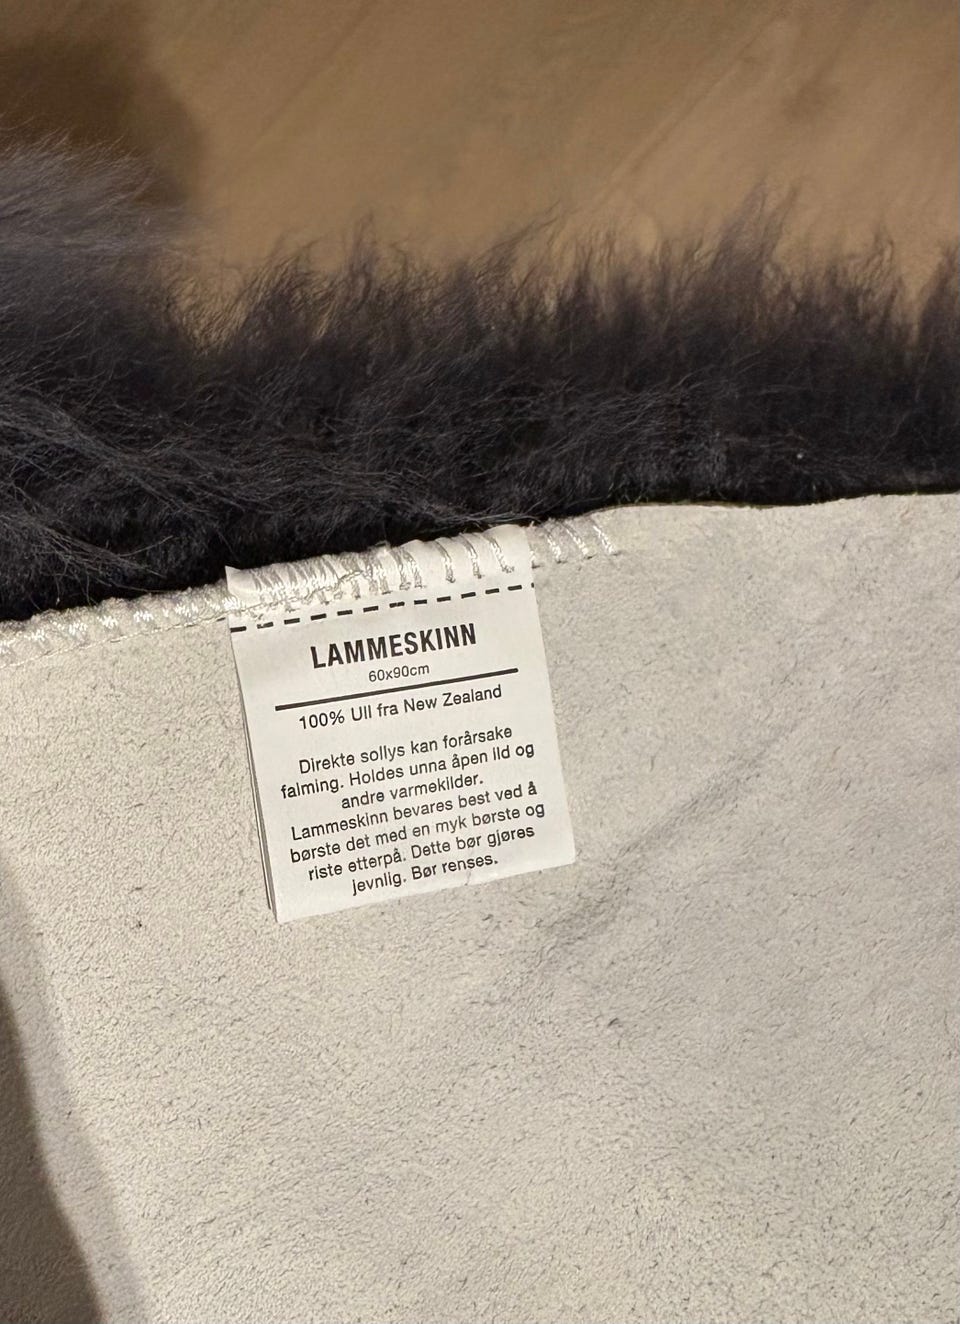 LAMMESKINN
60x90cm
100% Ull fra New Zealand
Direkte sollys kan forårsake
falming. Holdes unna åpen ild og
andre varmekilder.
Lammeskinn bevares best ved å
børste det med en myk børste og
riste etterpå. Dette bør gjøres
jevnlig. Bør renses.